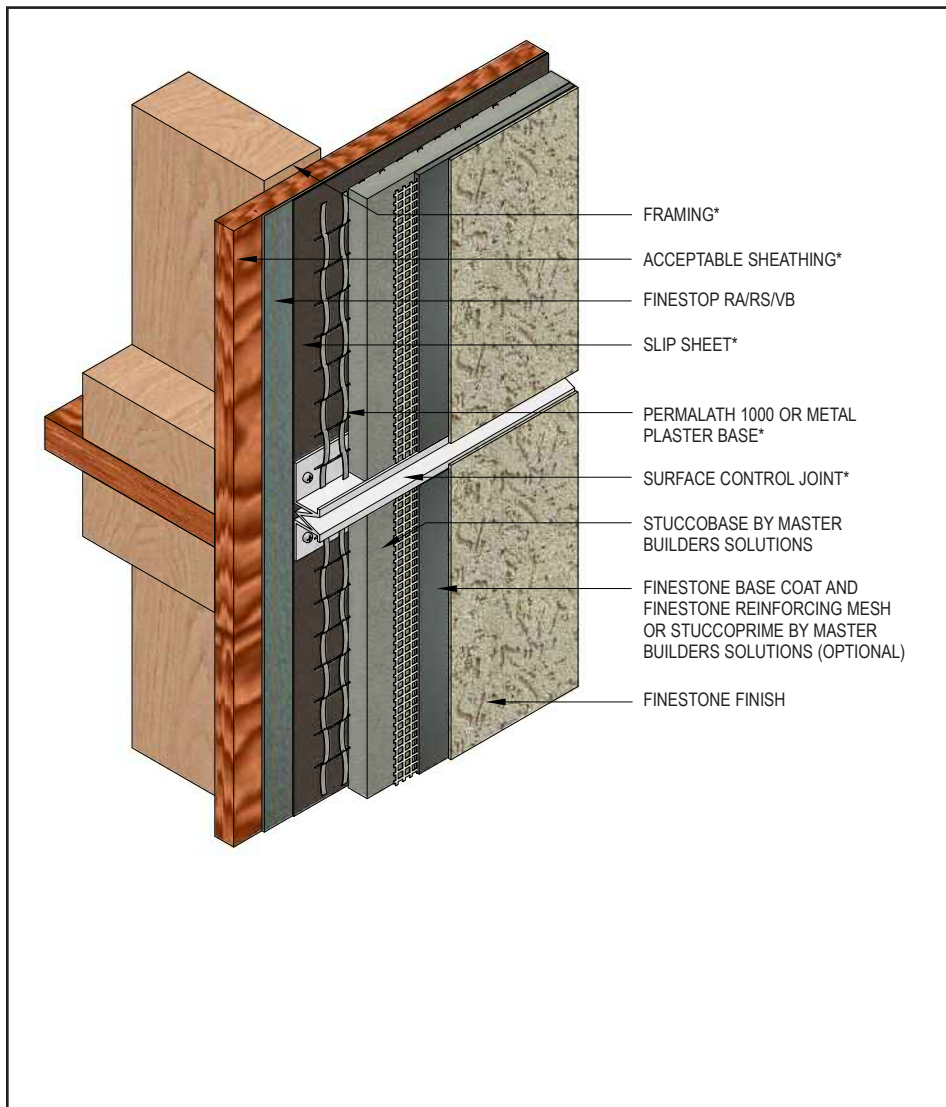 FRAMING*
ACCEPTABLE SHEATHING*
FINESTOP RA/RS/VB
SLIP SHEET*
PERMALATH 1000 OR METAL
PLASTER BASE*
SURFACE CONTROL JOINT*
STUCCOBASE BY MASTER
BUILDERS SOLUTIONS
FINESTONE BASE COAT AND
FINESTONE REINFORCING MESH
OR STUCCOPRIME BY MASTER
BUILDERS SOLUTIONS (OPTIONAL)
FINESTONE FINISH